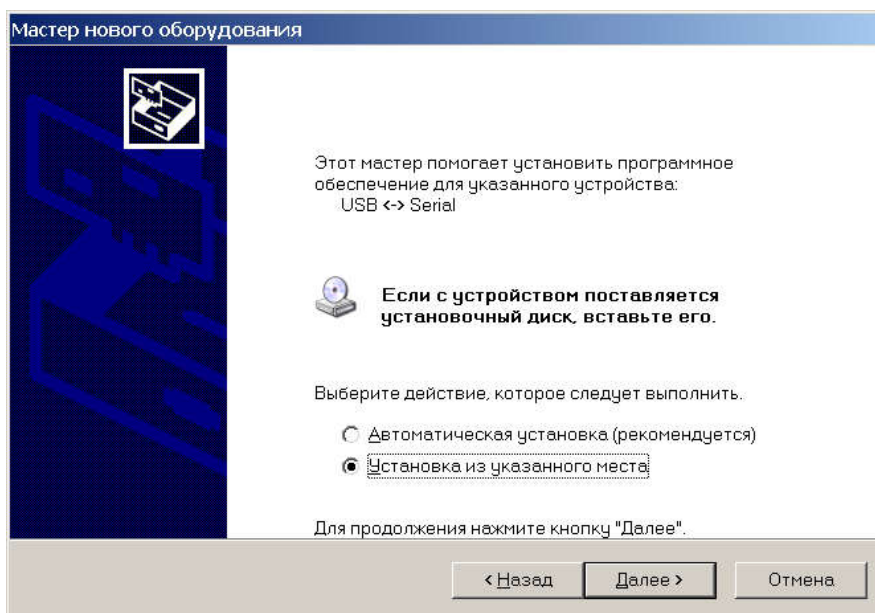 Мастер нового оборудования
Этот мастер помогает установить программное
обеспечение для указанного устройства:
USB <-> Serial
Если с устройством поставляется
установочный диск, вставьте его.
Выберите действие, которое следует выполнить.
Автоматическая установка (рекомендуется)
Установка из указанного места
Для продолжения нажмите кнопку "Далее".
< Назад Далее > Отмена